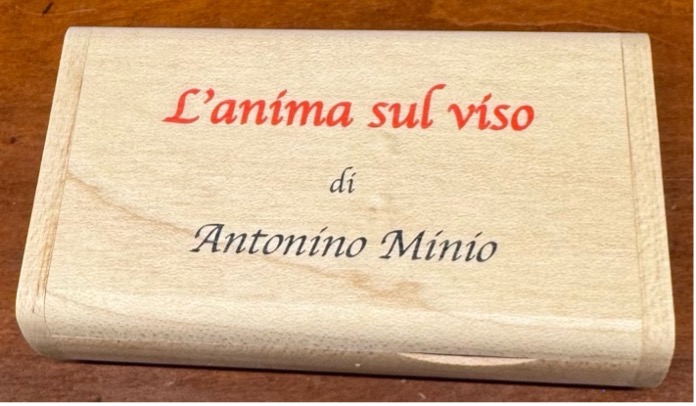 L'anima sul viso
di
Antonino Minio